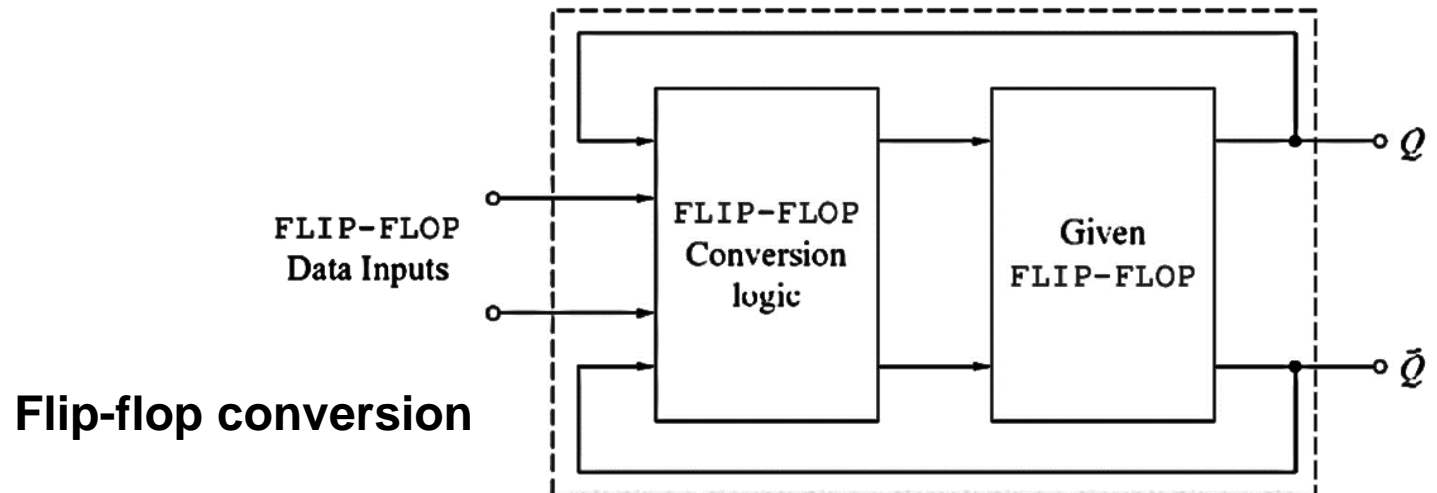 FLIP-FLOP
Data Inputs
FLIP-FLOP
Conversion
logic
Given
FLIP-FLOP
Q
Q̄
Flip-flop conversion